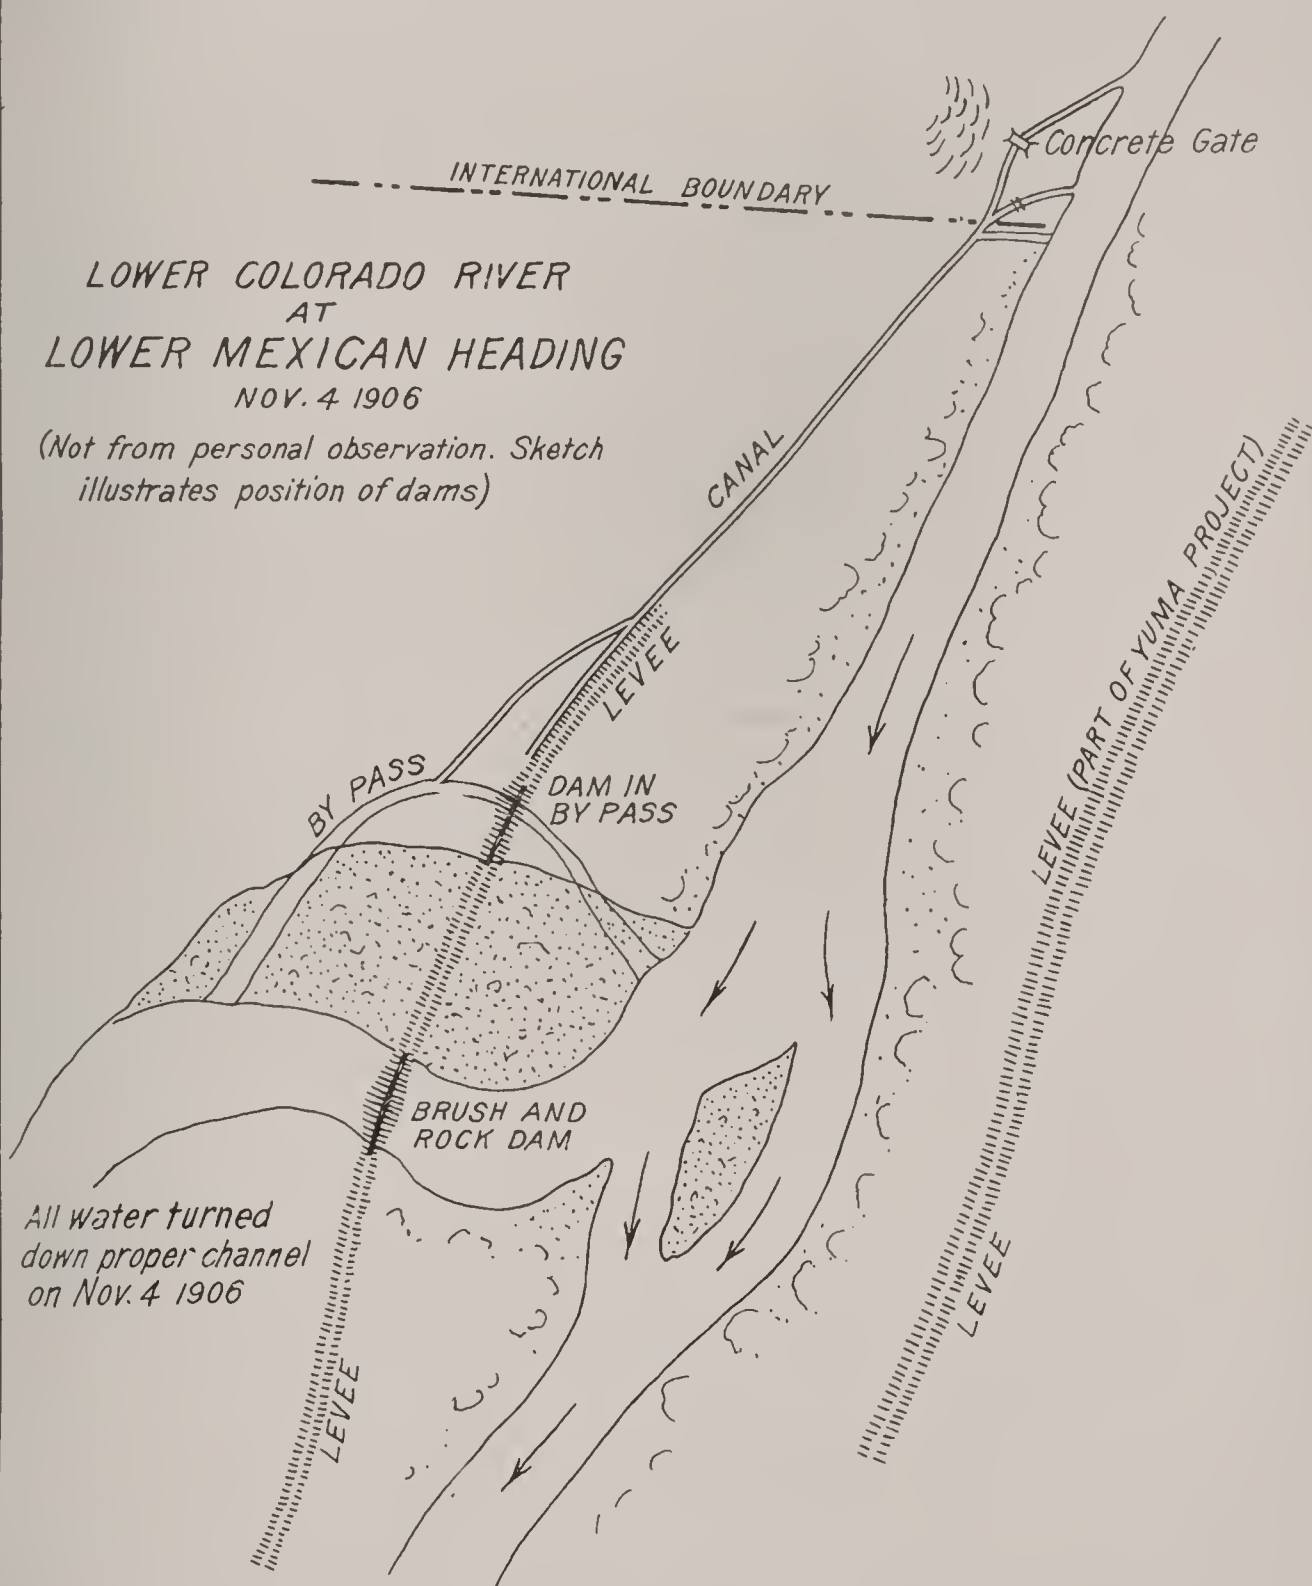 Concrete Gate
INTERNATIONAL BOUNDARY
LOWER COLORADO RIVER
AT
LOWER MEXICAN HEADING
NOV. 4 1906
(Not from personal observation. Sketch
illustrates position of dams)
CANAL
LEVEE (PART OF YUMA PROJECT)
LEVEE
BY PASS
DAM IN
BY PASS
BRUSH AND
ROCK DAM
All water turned
down proper channel
on Nov. 4 1906
LEVEE
LEVEE